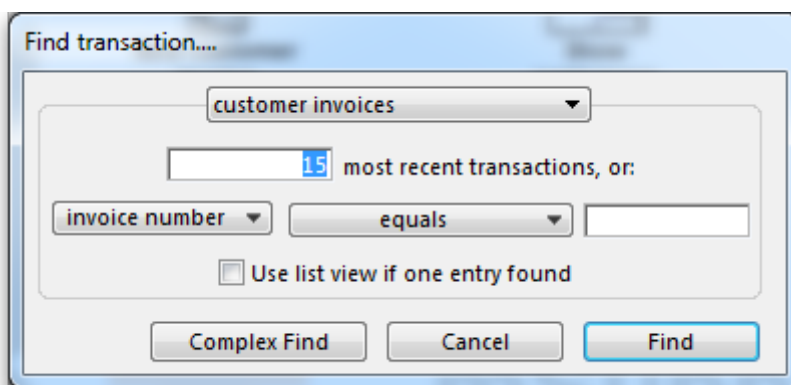 Find transaction....
customer invoices
15 most recent transactions, or:
invoice number equals
Use list view if one entry found
Complex Find Cancel Find